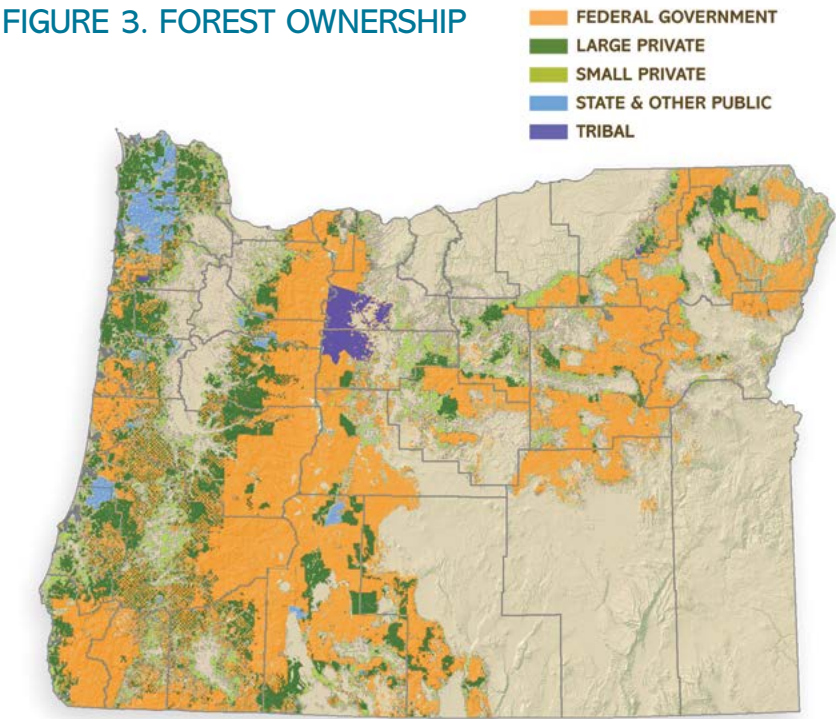 FIGURE 3. FOREST OWNERSHIP
FEDERAL GOVERNMENT
LARGE PRIVATE
SMALL PRIVATE
STATE & OTHER PUBLIC
TRIBAL